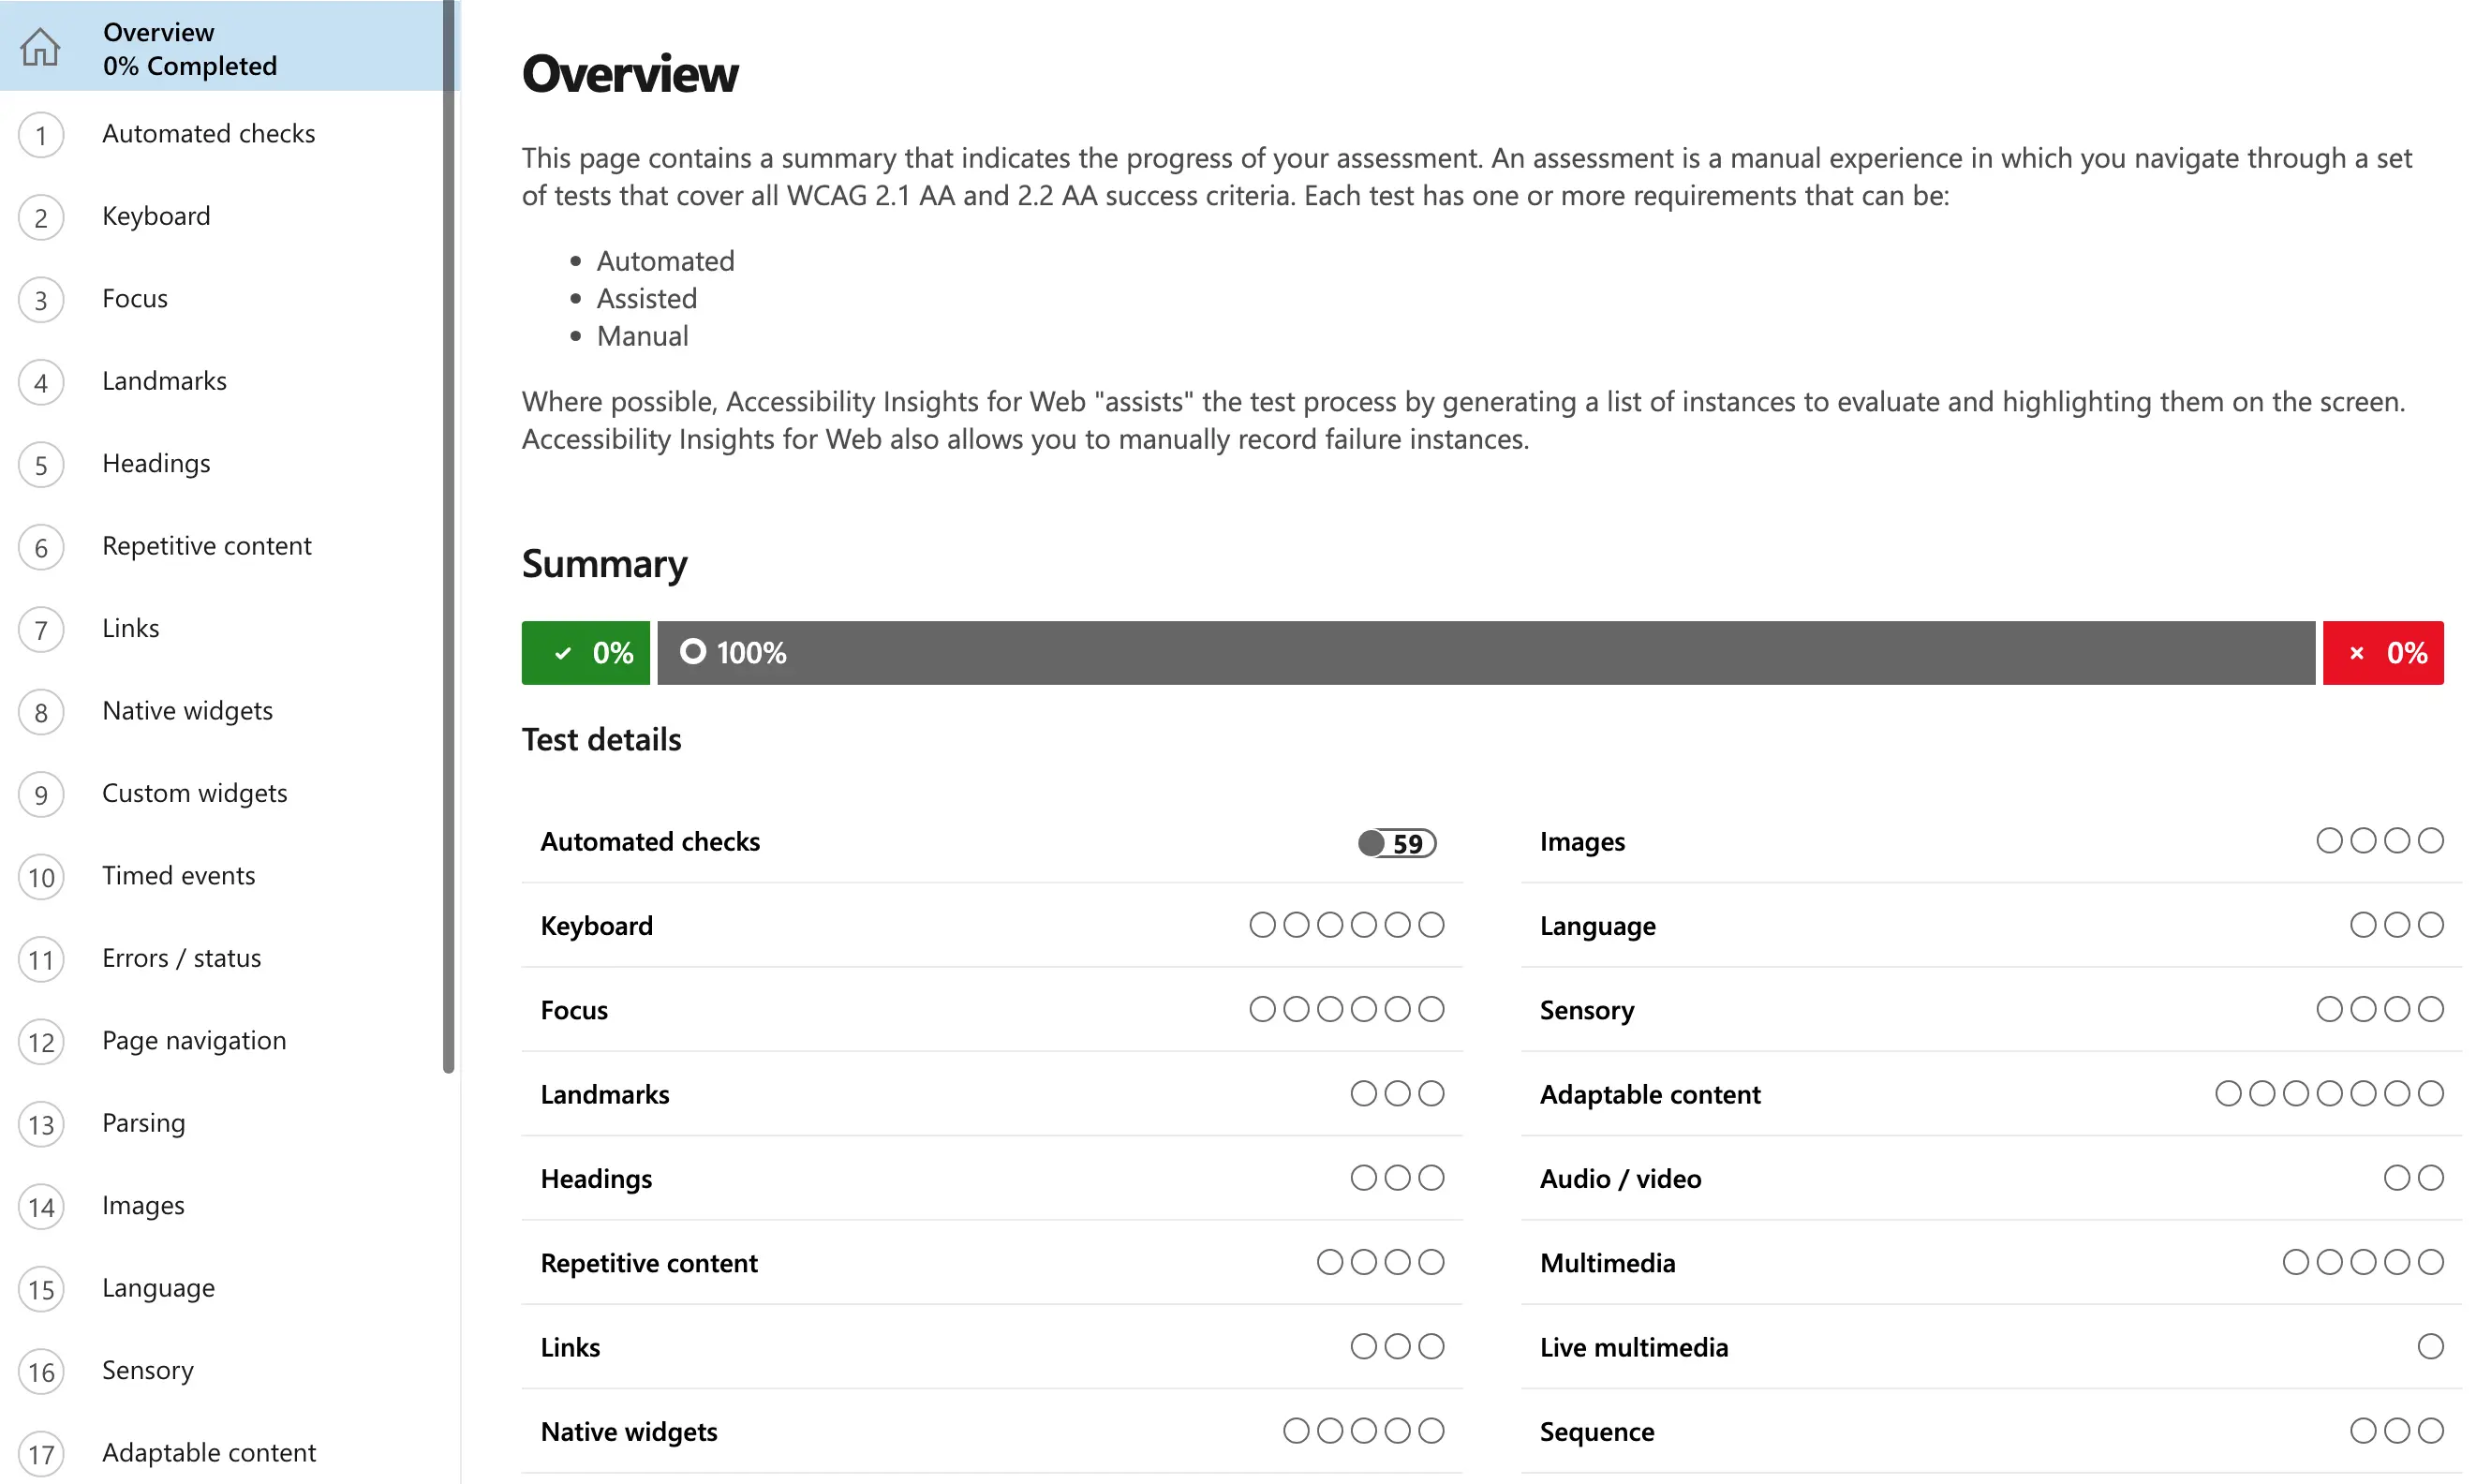 Overview
0% Completed
1 Automated checks
2 Keyboard
3 Focus
4 Landmarks
5 Headings
6 Repetitive content
7 Links
8 Native widgets
9 Custom widgets
10 Timed events
11 Errors / status
12 Page navigation
13 Parsing
14 Images
15 Language
16 Sensory
17 Adaptable content
Overview
This page contains a summary that indicates the progress of your assessment. An assessment is a manual experience in which you navigate through a set
of tests that cover all WCAG 2.1 AA and 2.2 AA success criteria. Each test has one or more requirements that can be:
• Automated
• Assisted
• Manual
Where possible, Accessibility Insights for Web "assists" the test process by generating a list of instances to evaluate and highlighting them on the screen.
Accessibility Insights for Web also allows you to manually record failure instances.
Summary
0% 100% 0%
Test details
Automated checks 59
Keyboard
Focus
Landmarks
Headings
Repetitive content
Links
Native widgets
Images
Language
Sensory
Adaptable content
Audio / video
Multimedia
Live multimedia
Sequence